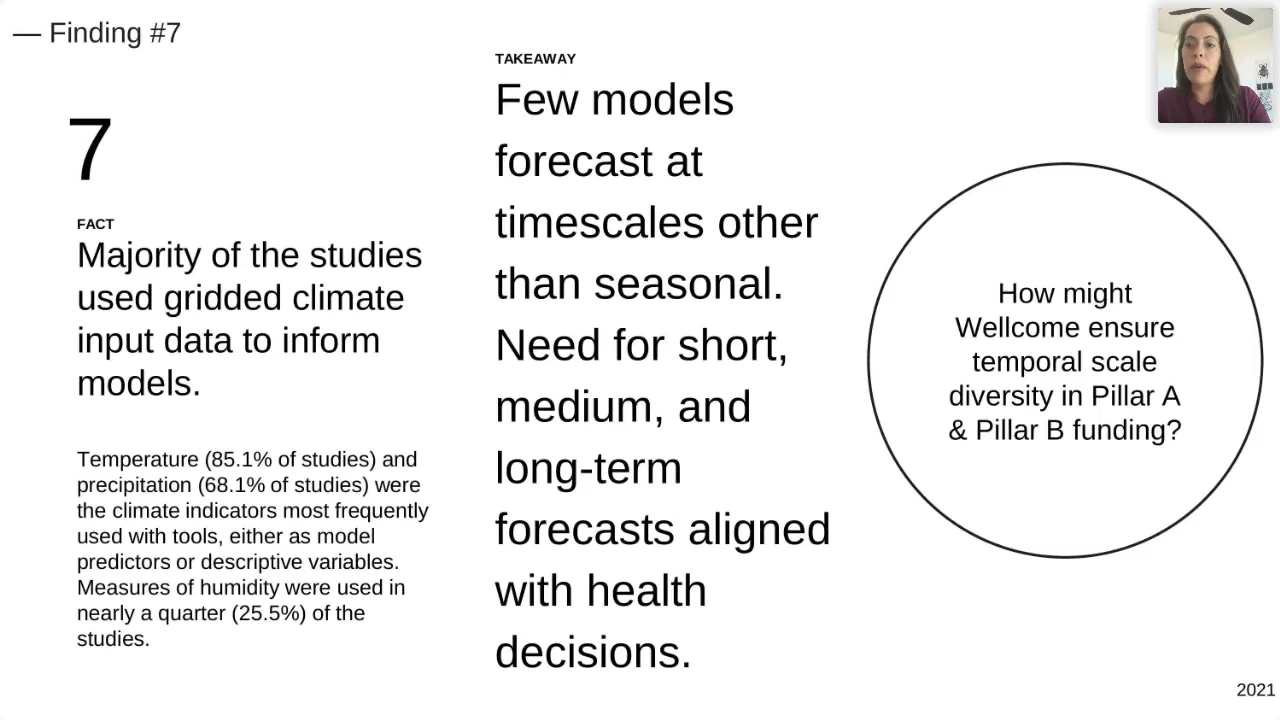 — Finding #7
7
FACT
Majority of the studies
used gridded climate
input data to inform
models.
Temperature (85.1% of studies) and
precipitation (68.1% of studies) were
the climate indicators most frequently
used with tools, either as model
predictors or descriptive variables.
Measures of humidity were used in
nearly a quarter (25.5%) of the
studies.
TAKEAWAY
Few models
forecast at
timescales other
than seasonal.
Need for short,
medium, and
long-term
forecasts aligned
with health
decisions.
How might
Wellcome ensure
temporal scale
diversity in Pillar A
& Pillar B funding?
2021